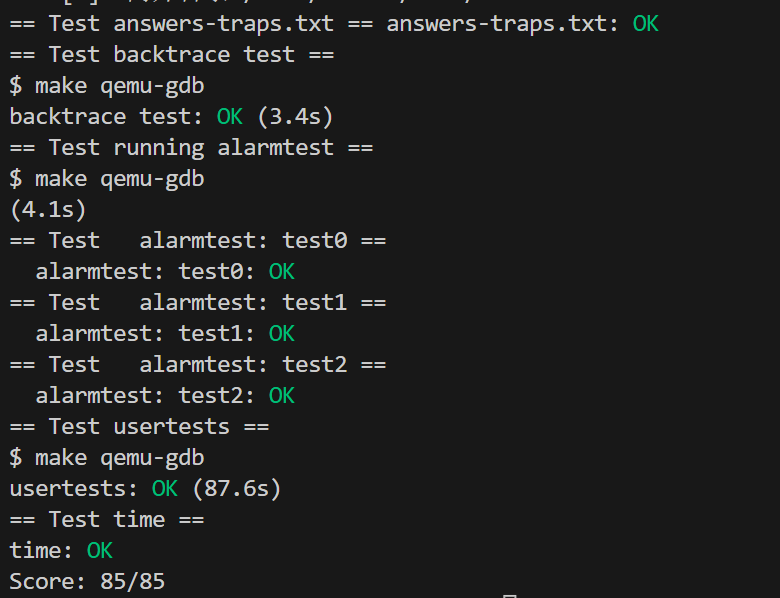 == Test answers-traps.txt == answers-traps.txt: OK
== Test backtrace test ==
$ make qemu-gdb
backtrace test: OK (3.4s)
== Test running alarmtest ==
$ make qemu-gdb
(4.1s)
== Test   alarmtest: test0 ==
  alarmtest: test0: OK
== Test   alarmtest: test1 ==
  alarmtest: test1: OK
== Test   alarmtest: test2 ==
  alarmtest: test2: OK
== Test usertests ==
$ make qemu-gdb
usertests: OK (87.6s)
== Test time ==
time: OK
Score: 85/85